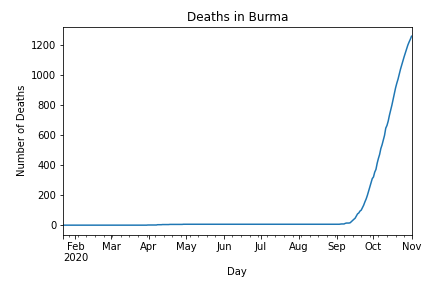 Deaths in Burma
Number of Deaths
1200
1000
800
600
400
200
0
Feb Mar Apr May Jun Jul Aug Sep Oct Nov
2020
Day